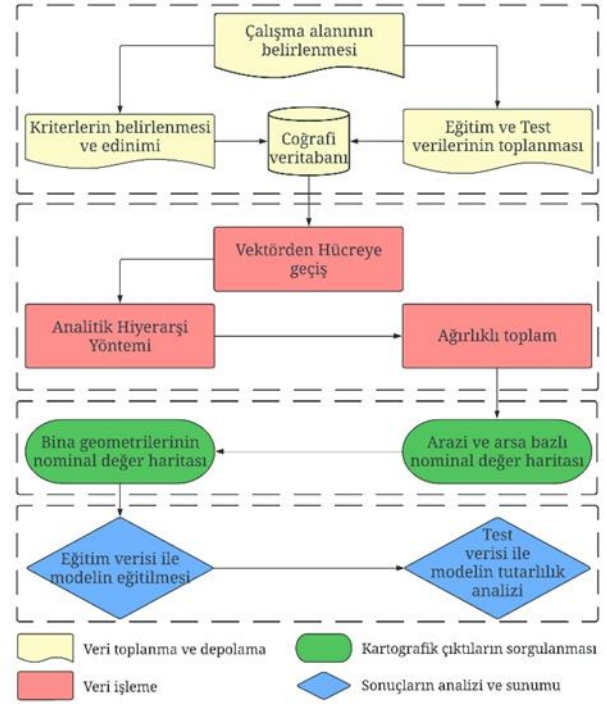 Çalışma alanının
belirlenmesi
Kriterlerin belirlenmesi
ve edinimi
Coğrafi
veritabanı
Eğitim ve Test
verilerinin toplanması
Vektörden Hücreye
geçiş
Analitik Hiyerarşi
Yöntemi
Ağırlıklı toplam
Bina geometrilerinin
nominal değer haritası
Arazi ve arsa bazlı
nominal değer haritası
Eğitim verisi ile
modelin eğitilmesi
Test
verisi ile
modelin tutarlılık
analizi
Veri toplanma ve depolama
Kartografik çıktıların sorgulanması
Veri işleme
Sonuçların analizi ve sunumu